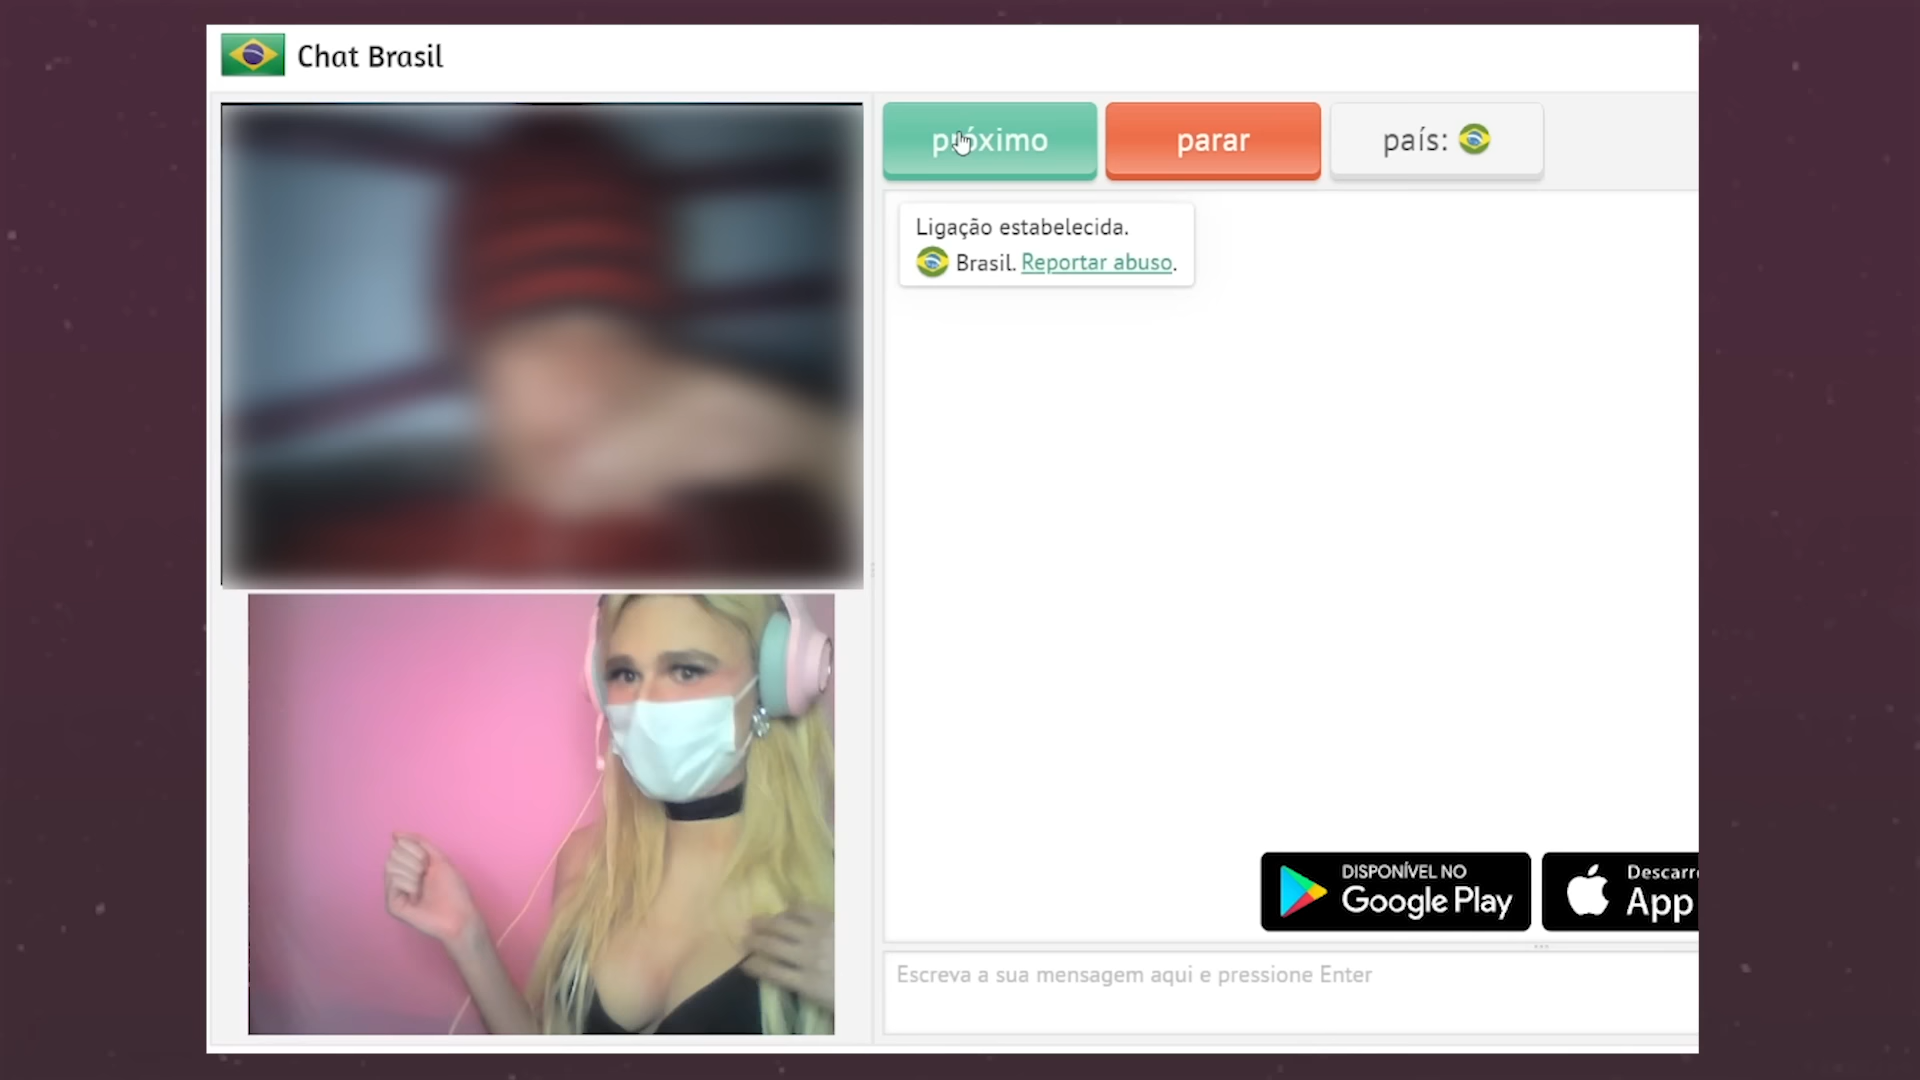 Chat Brasil
próximo
parar
país:
Ligação estabelecida.
Brasil. Reportar abuso.
DISPONÍVEL NO
Google Play
Descarr
App
Escreva a sua mensagem aqui e pressione Enter